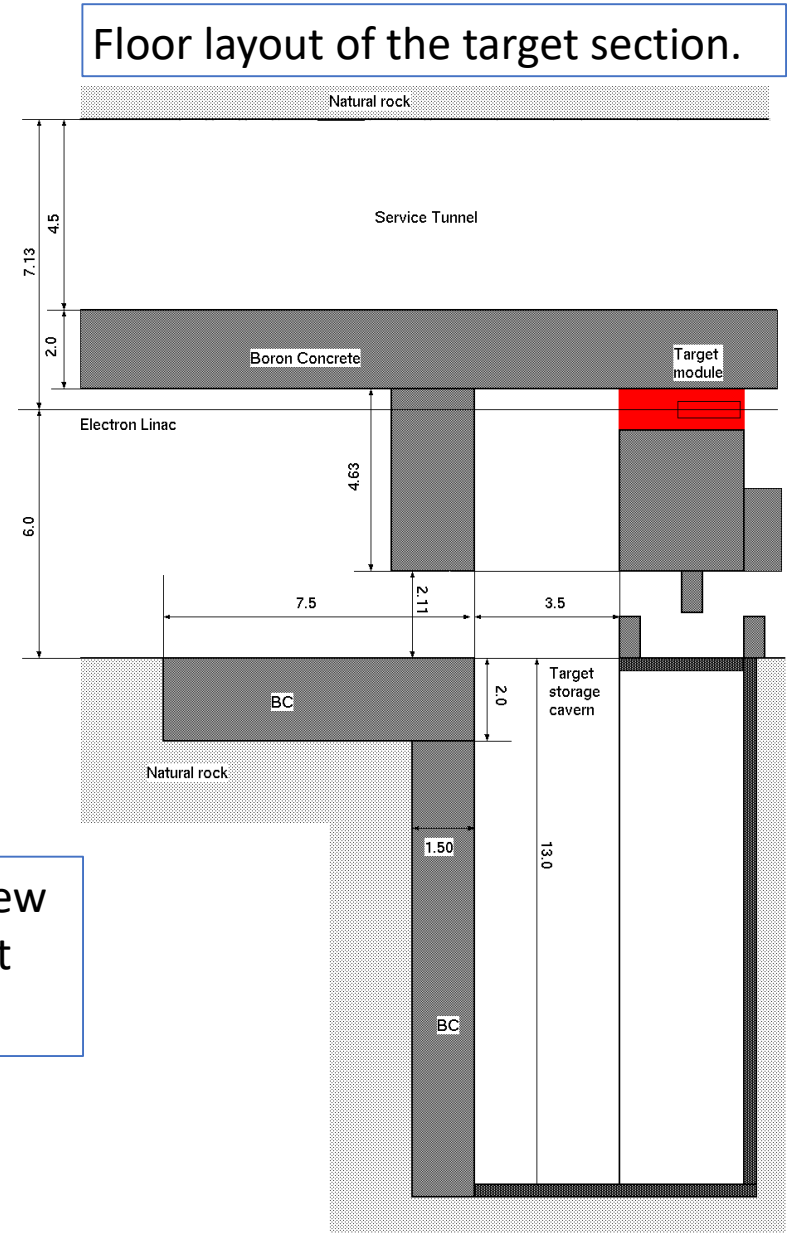 Floor layout of the target section.
Natural rock
4.5
Service Tunnel
7.13
2.0
Boron Concrete
Target
module
Electron Linac
4.63
6.0
2.11
7.5
3.5
Target
storage
cavern
BC
2.0
Natural rock
1.50
13.0
ew
t
BC